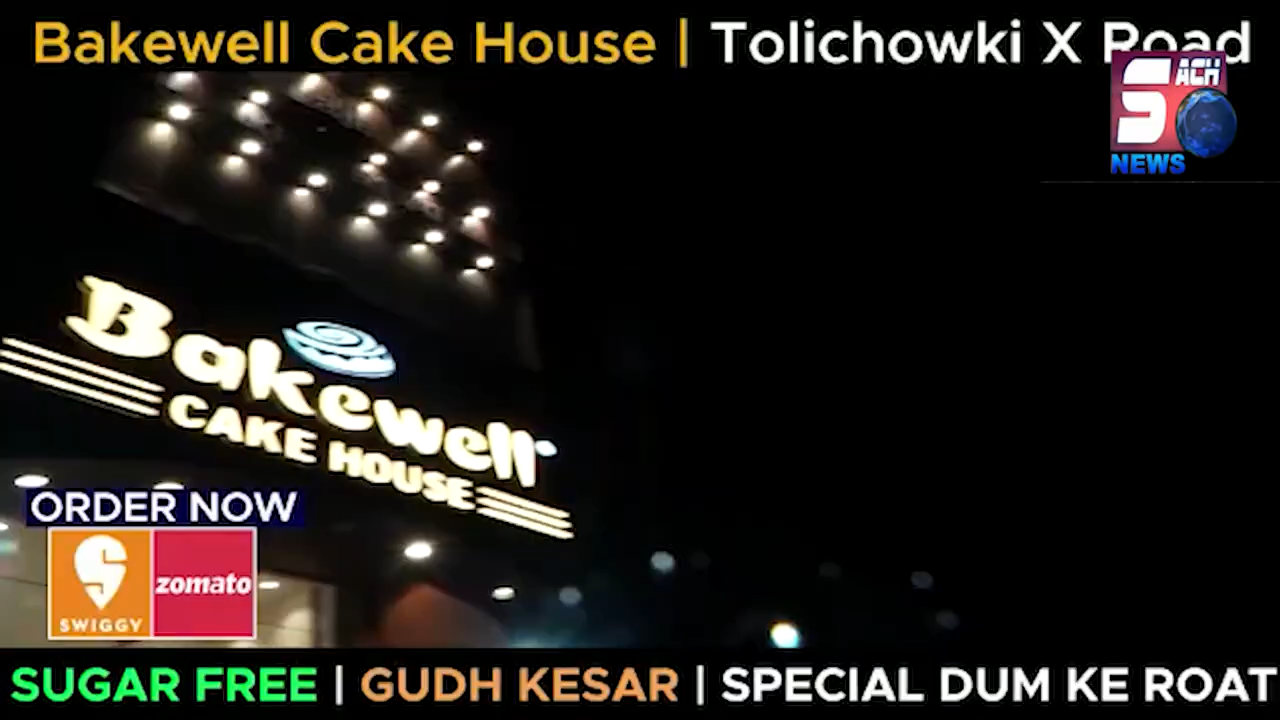 Bakewell Cake House | Tolichowki X Road
SACH
NEWS
Bakewell
CAKE HOUSE
ORDER NOW
SWIGGY
zomato
SUGAR FREE | GUDH KESAR | SPECIAL DUM KE ROAT